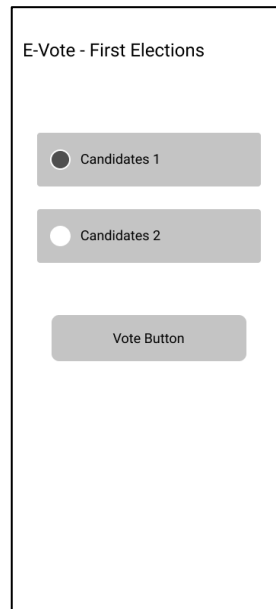 E-Vote - First Elections
Candidates 1
Candidates 2
Vote Button